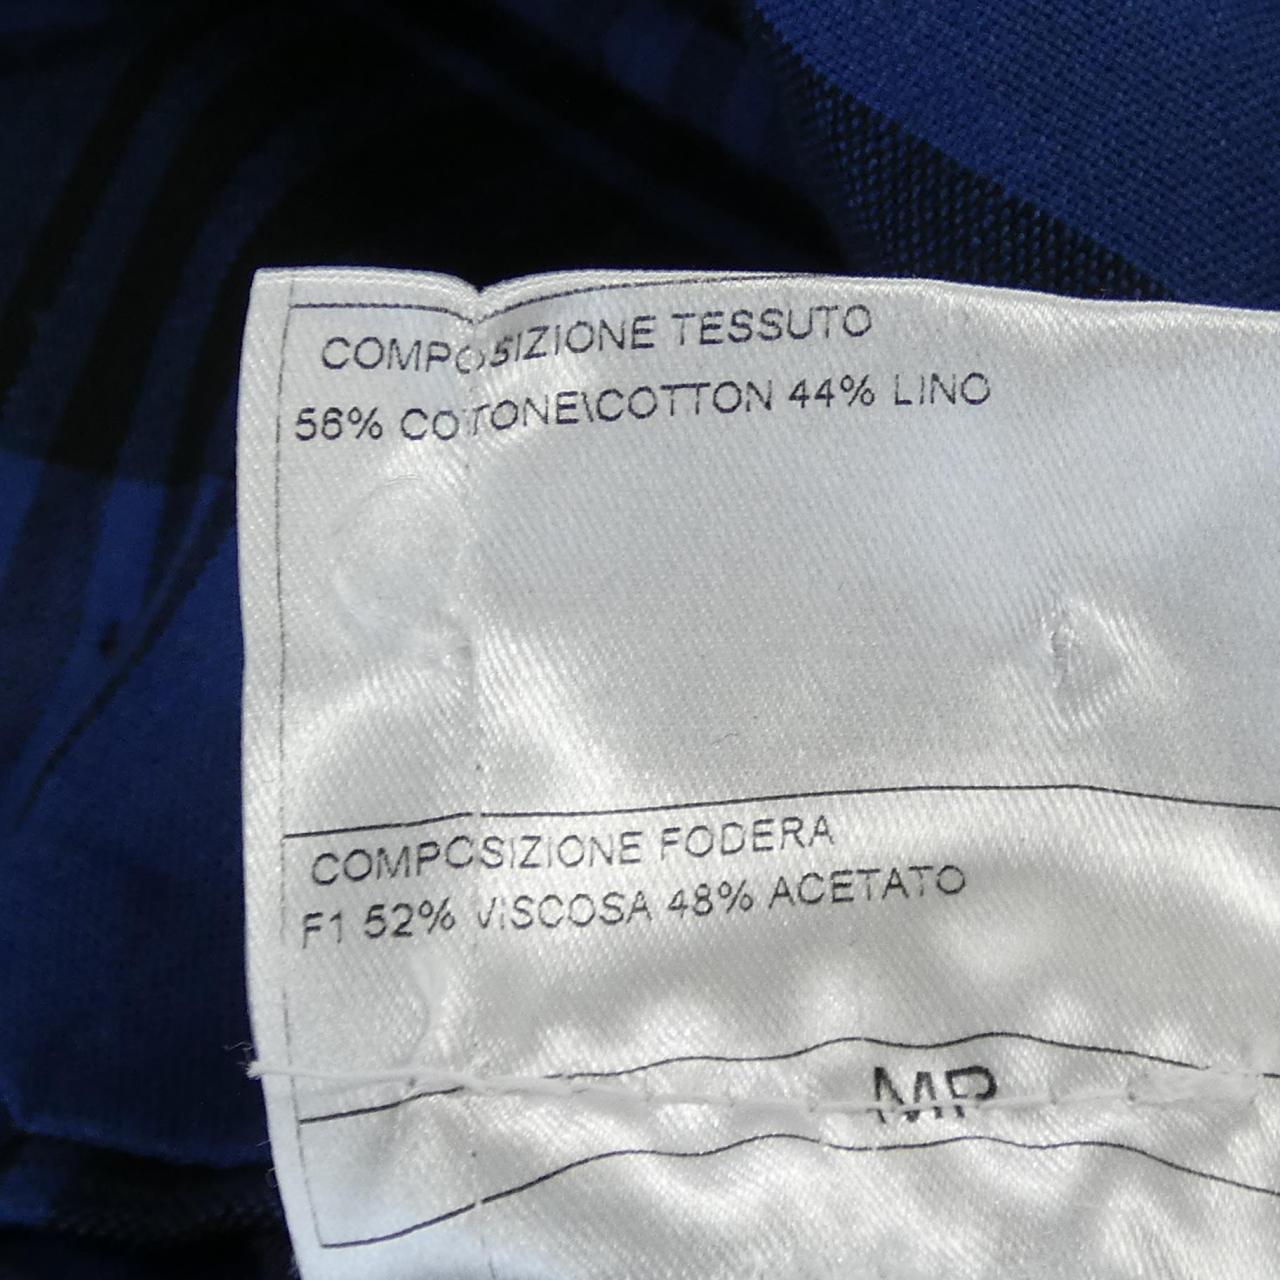 COMPOSIZIONE TESSUTO
56% COTONE\COTTON 44% LINO
COMPOSIZIONE FODERA
F1 52% VISCOSA 48% ACETATO
MP